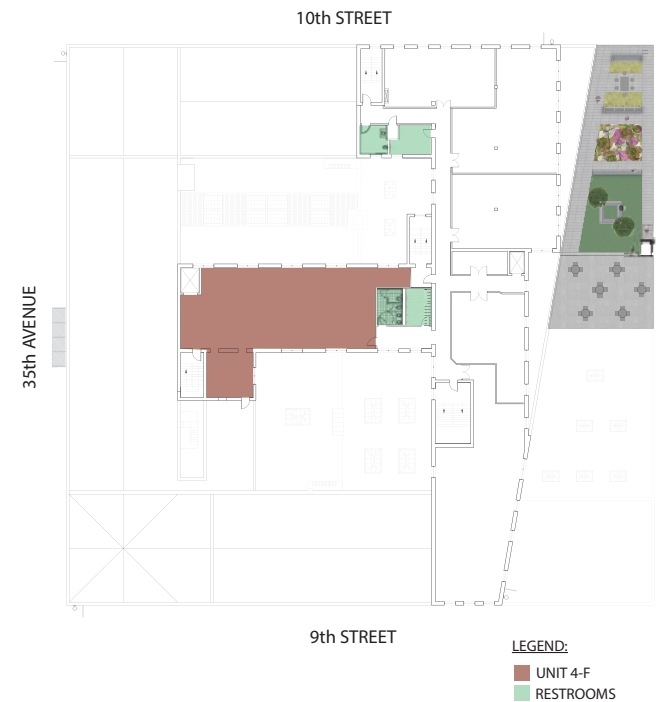 10th STREET
35th AVENUE
9th STREET
LEGEND:
UNIT 4-F
RESTROOMS